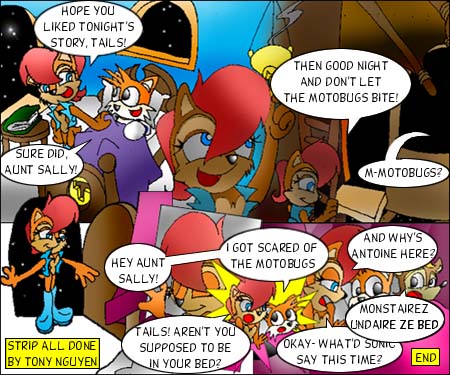 HOPE YOU
LIKED TONIGHT'S
STORY, TAILS!
SURE DID,
AUNT SALLY!
THEN GOOD NIGHT
AND DON'T LET
THE MOTOBUGS BITE!
M-MOTOBUGS?
T
HEY AUNT
SALLY!
TAILS! AREN'T YOU
SUPPOSED TO BE
IN YOUR BED?
I GOT SCARED OF
THE MOTOBUGS
AND WHY'S
ANTOINE HERE?
MONSTAIREZ
UNDAIRE ZE BED
OKAY- WHAT'D SONIC
SAY THIS TIME?
STRIP ALL DONE
BY TONY NGUYEN
END